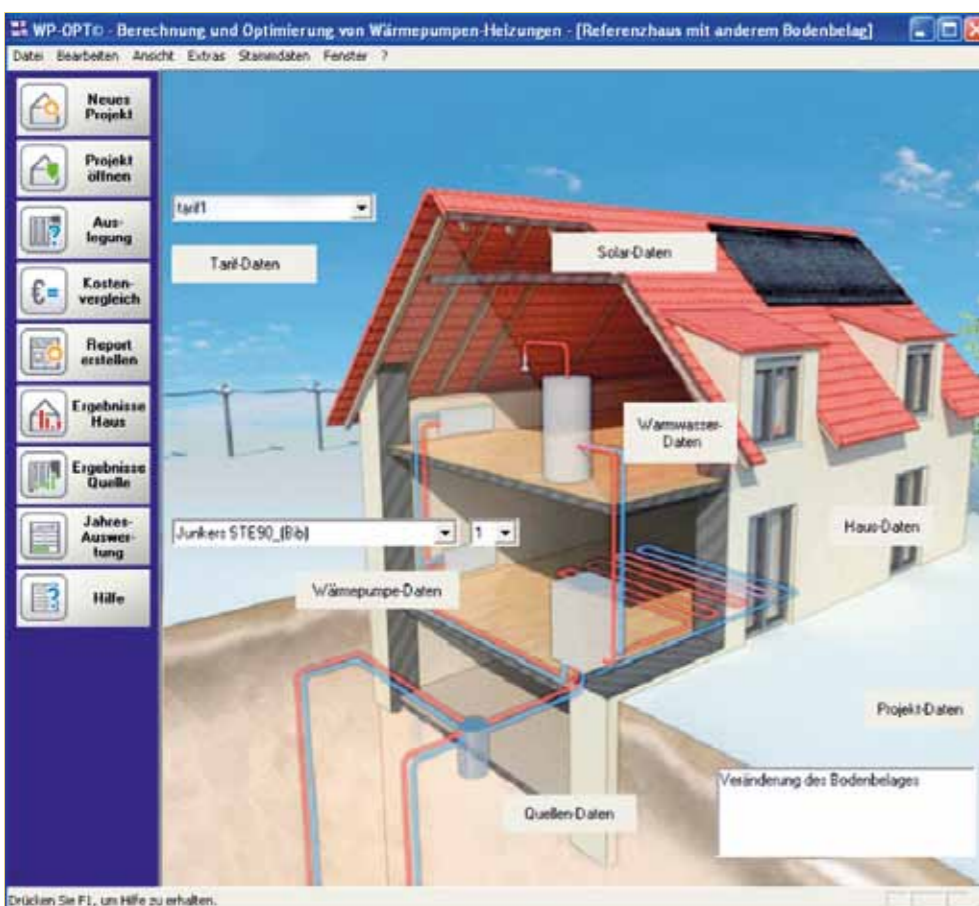 WP-OPT© - Berechnung und Optimierung von Wärmepumpen-Heizungen - [Referenzhaus mit anderem Bodenbelag]
Datei Bearbeiten Ansicht Extras Stammdaten Fenster ?
Neues
Projekt
Projekt
öffnen
Aus-
legung
€= Kosten-
vergleich
Report
erstellen
Ergebnisse
Haus
Ergebnisse
Quelle
Jahres-
Auswer-
tung
Hilfe
tarif1
Tarif-Daten
Solar-Daten
Warmwasser-
Daten
Junkers STE90_(Bib) 1
Haus-Daten
Wärmepumpe-Daten
Projekt-Daten
Veränderung des Bodenbelages
Quellen-Daten
Drücken Sie F1, um Hilfe zu erhalten.